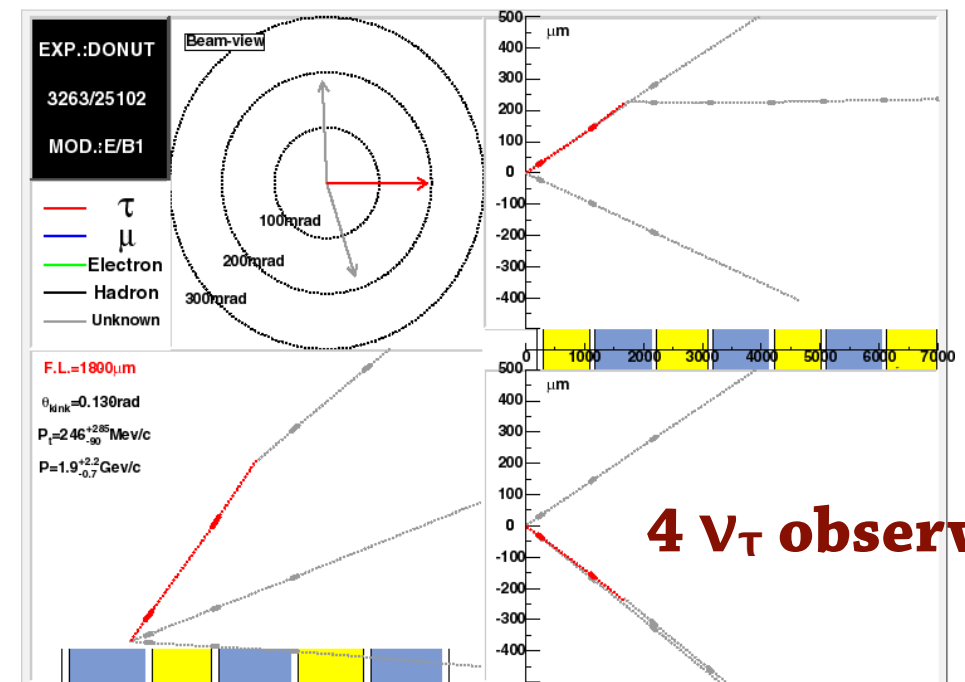 EXP.:DONUT
3263/25102
MOD.:E/B1
τ
μ
Electron
Hadron
Unknown
Beam-view
100mrad
200mrad
300mrad
500
μm
400
300
200
100
0
-100
-200
-300
-400
0
1000
2000
3000
4000
5000
6000
7000
F.L.=1800μm
θkink=0.130rad
Pt=246+285-90Mev/c
P=1.9+2.2-0.7Gev/c
500
μm
400
300
200
100
0
-100
-200
-300
-400
4 ντ observ